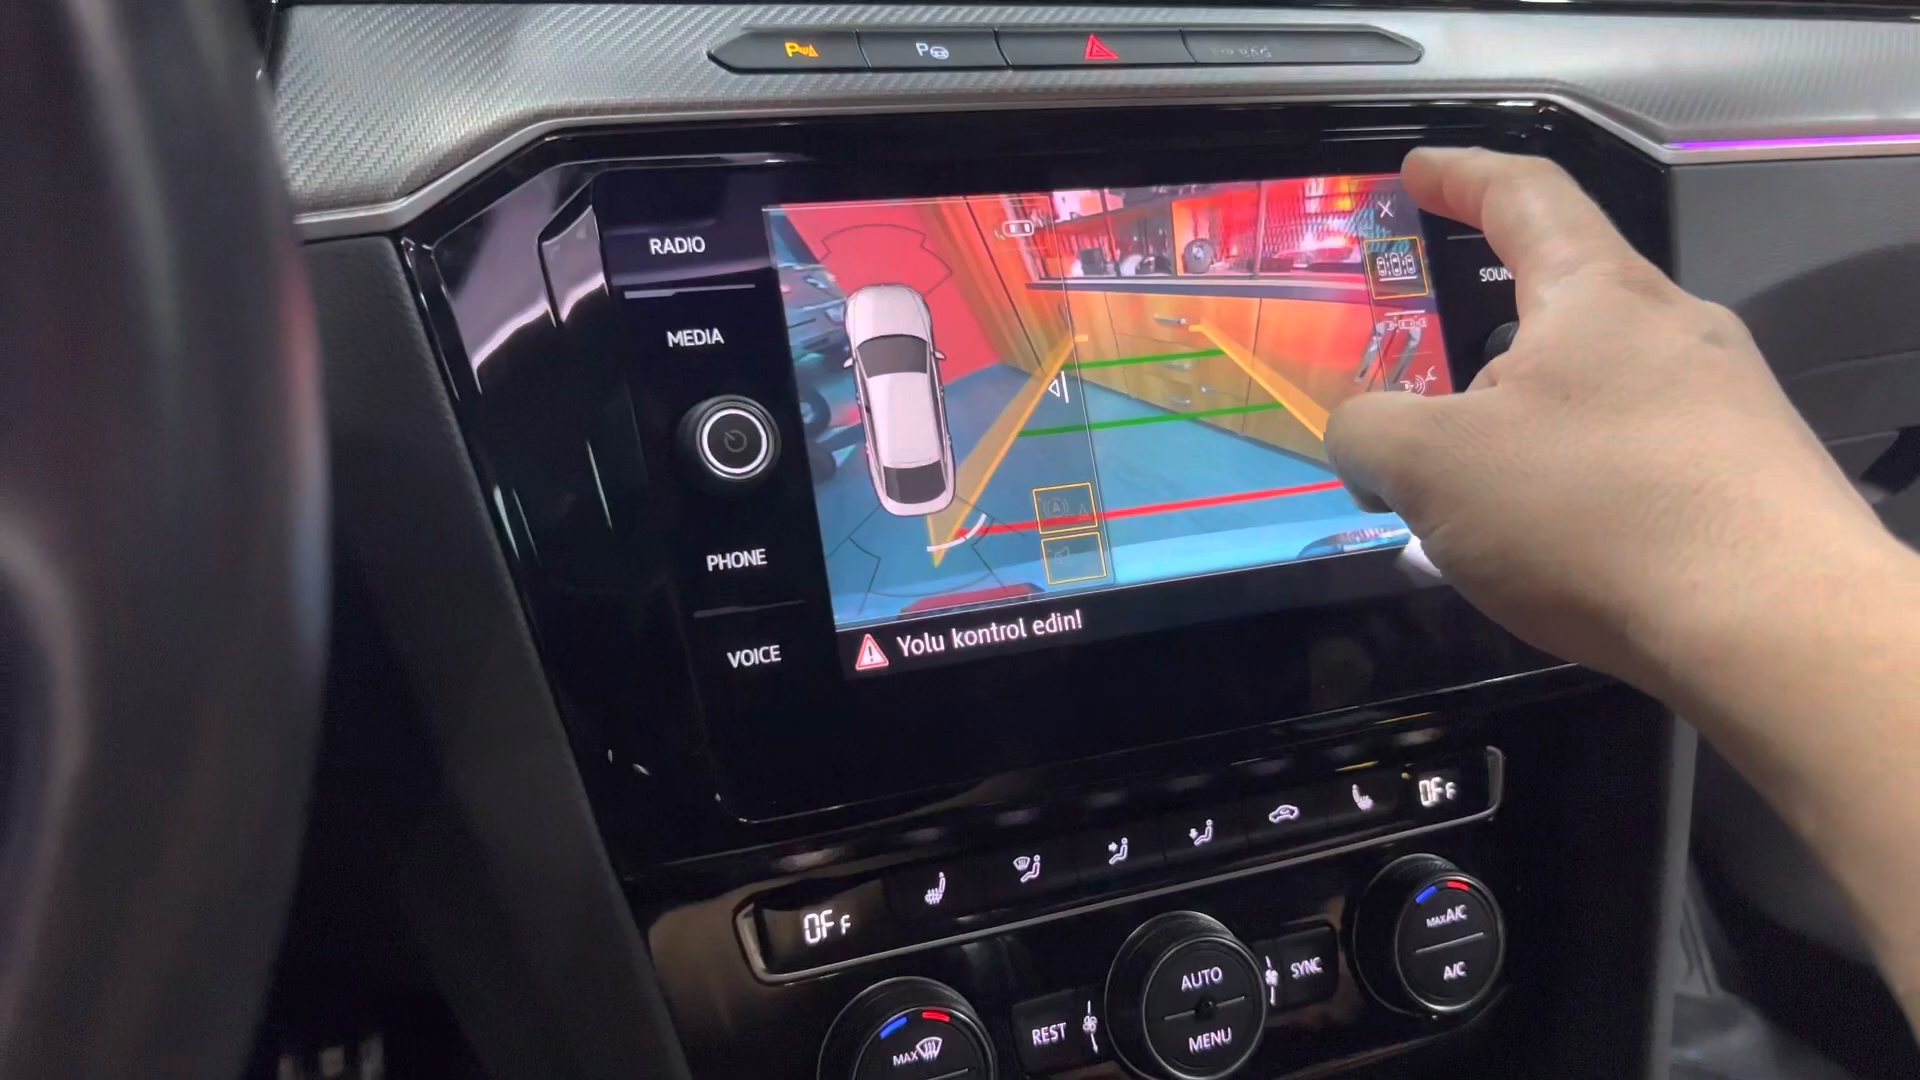 P
P
RADIO
MEDIA
PHONE
VOICE
Yolu kontrol edin!
OFF
OFF
MAX A/C
A/C
AUTO
SYNC
REST
MENU
MAX